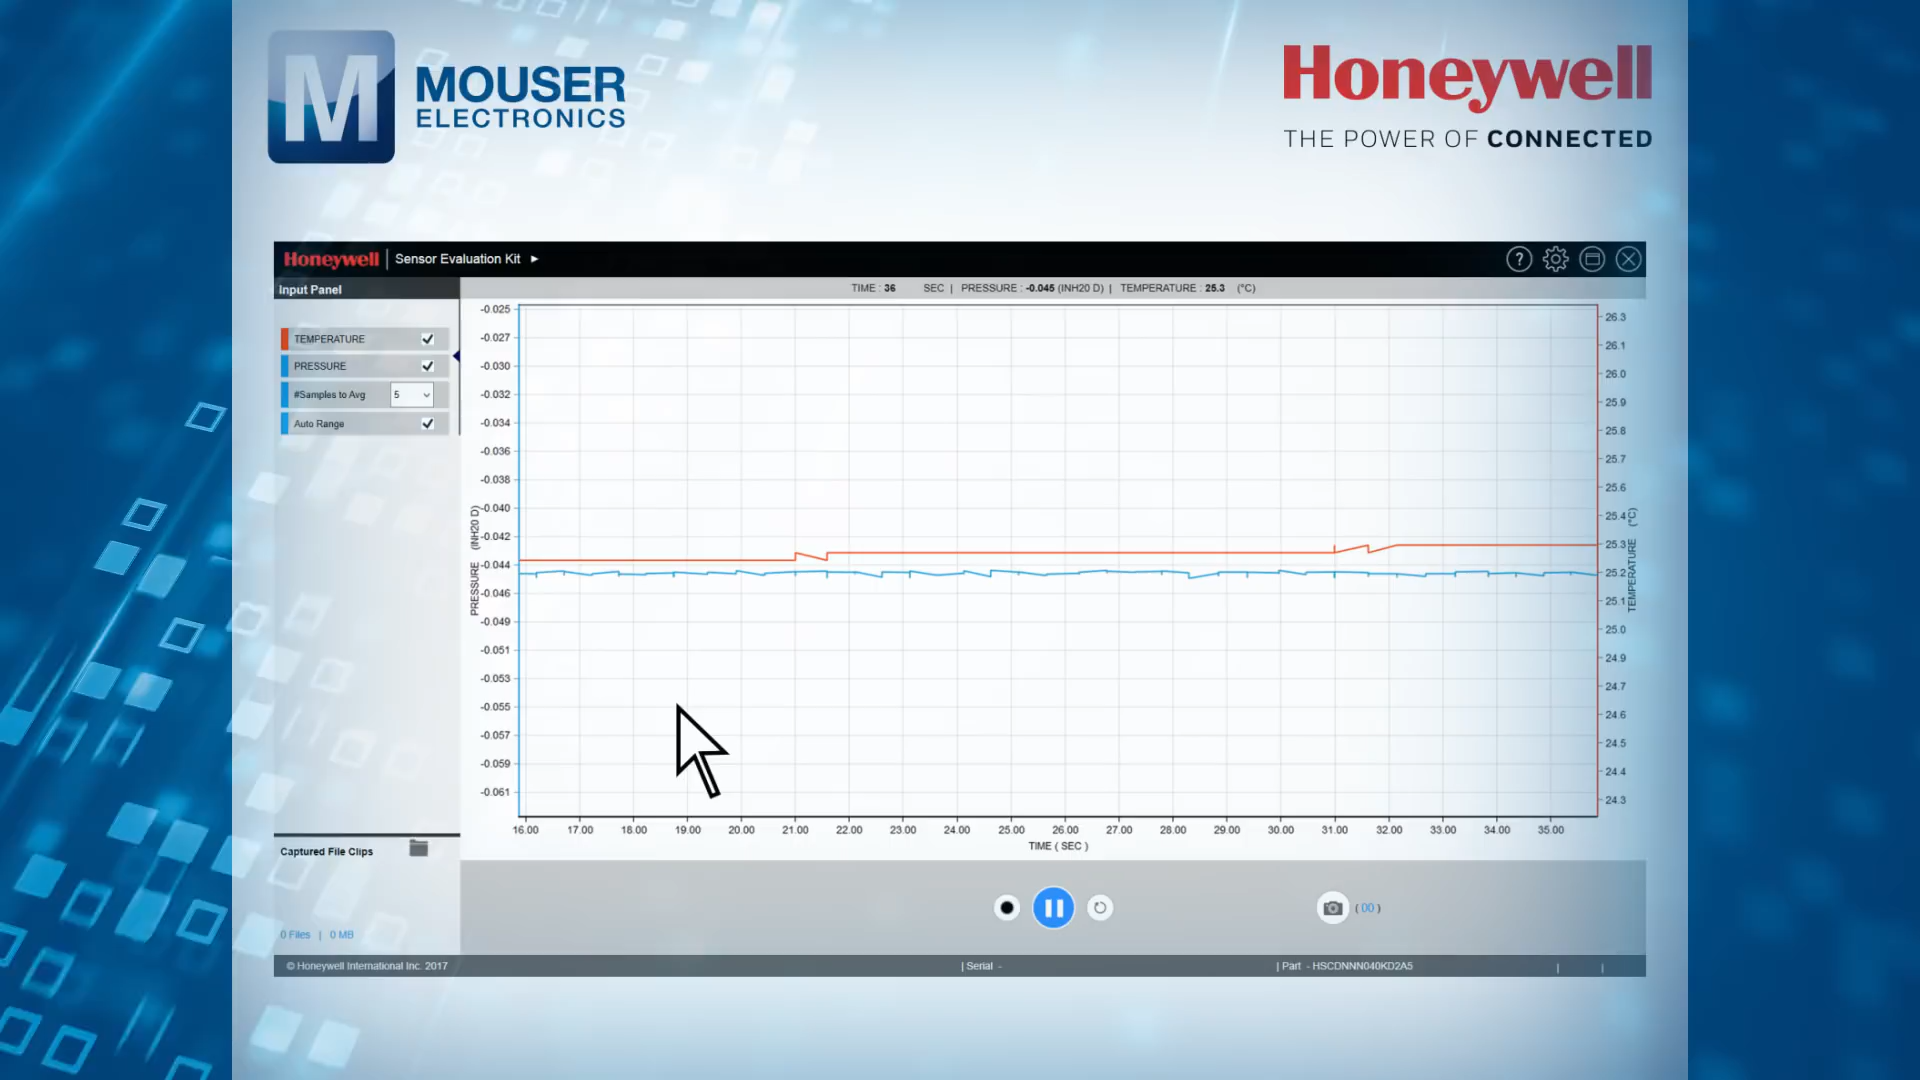 M
MOUSER
ELECTRONICS
Honeywell
THE POWER OF CONNECTED
Honeywell | Sensor Evaluation Kit
?
Input Panel
TIME : 36 SEC | PRESSURE : -0.045 (INH20 D) | TEMPERATURE : 25.3 (°C)
TEMPERATURE
PRESSURE
#Samples to Avg 5
Auto Range
PRESSURE (INH20 D)
-0.025
-0.027
-0.030
-0.032
-0.034
-0.036
-0.038
-0.040
-0.042
-0.044
-0.046
-0.049
-0.051
-0.053
-0.055
-0.057
-0.059
-0.061
26.3
26.1
26.0
25.9
25.8
25.7
25.6
25.4
25.3
25.2
25.1
25.0
24.9
24.7
24.6
24.5
24.4
24.3
TEMPERATURE (°C)
16.00 17.00 18.00 19.00 20.00 21.00 22.00 23.00 24.00 25.00 26.00 27.00 28.00 29.00 30.00 31.00 32.00 33.00 34.00 35.00
TIME ( SEC )
Captured File Clips
0 Files | 0 MB
( 00 )
© Honeywell International Inc. 2017
| Serial -
| Part - HSCDNNN040KD2A5
| |